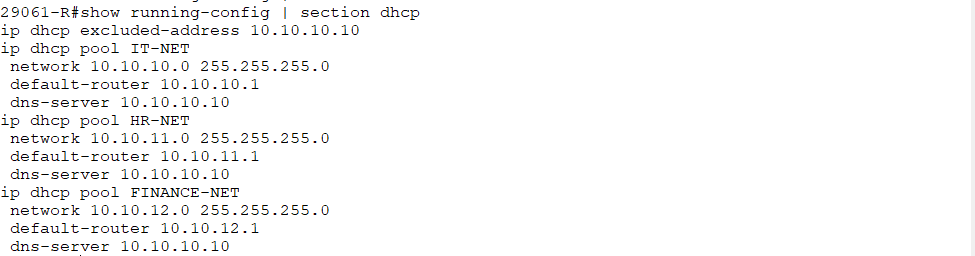 29061-R#show running-config | section dhcp
ip dhcp excluded-address 10.10.10.10
ip dhcp pool IT-NET
 network 10.10.10.0 255.255.255.0
 default-router 10.10.10.1
 dns-server 10.10.10.10
ip dhcp pool HR-NET
 network 10.10.11.0 255.255.255.0
 default-router 10.10.11.1
 dns-server 10.10.10.10
ip dhcp pool FINANCE-NET
 network 10.10.12.0 255.255.255.0
 default-router 10.10.12.1
 dns-server 10.10.10.10